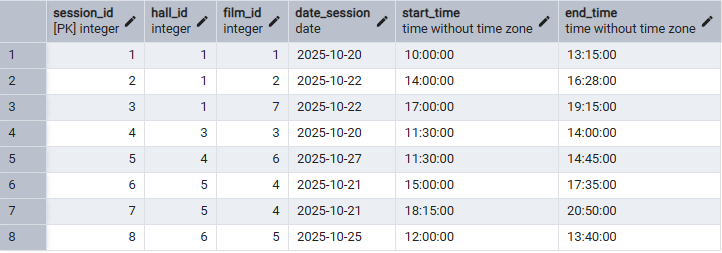 session_id hall_id film_id date_session start_time end_time
[PK] integer integer integer date time without time zone time without time zone
1 1 1 1 2025-10-20 10:00:00 13:15:00
2 2 1 2 2025-10-22 14:00:00 16:28:00
3 3 1 7 2025-10-22 17:00:00 19:15:00
4 4 3 3 2025-10-20 11:30:00 14:00:00
5 5 4 6 2025-10-27 11:30:00 14:45:00
6 6 5 4 2025-10-21 15:00:00 17:35:00
7 7 5 4 2025-10-21 18:15:00 20:50:00
8 8 6 5 2025-10-25 12:00:00 13:40:00